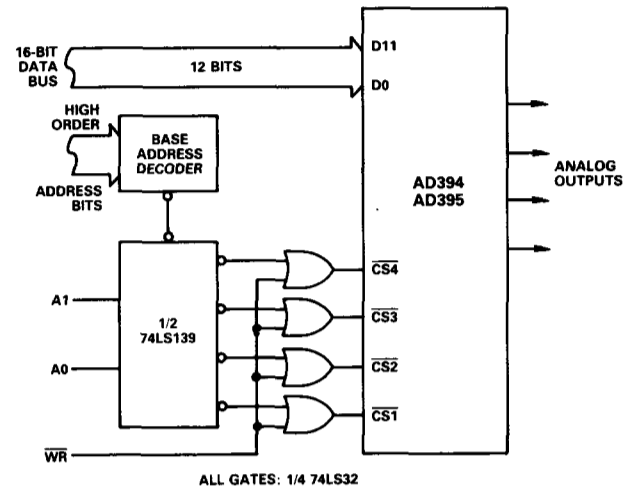 16-BIT
DATA
BUS
12 BITS
D11
D0
HIGH
ORDER
ADDRESS
BITS
BASE
ADDRESS
DECODER
AD394
AD395
ANALOG
OUTPUTS
A1
A0
1/2
74LS139
CS4
CS3
CS2
CS1
WR
ALL GATES: 1/4 74LS32